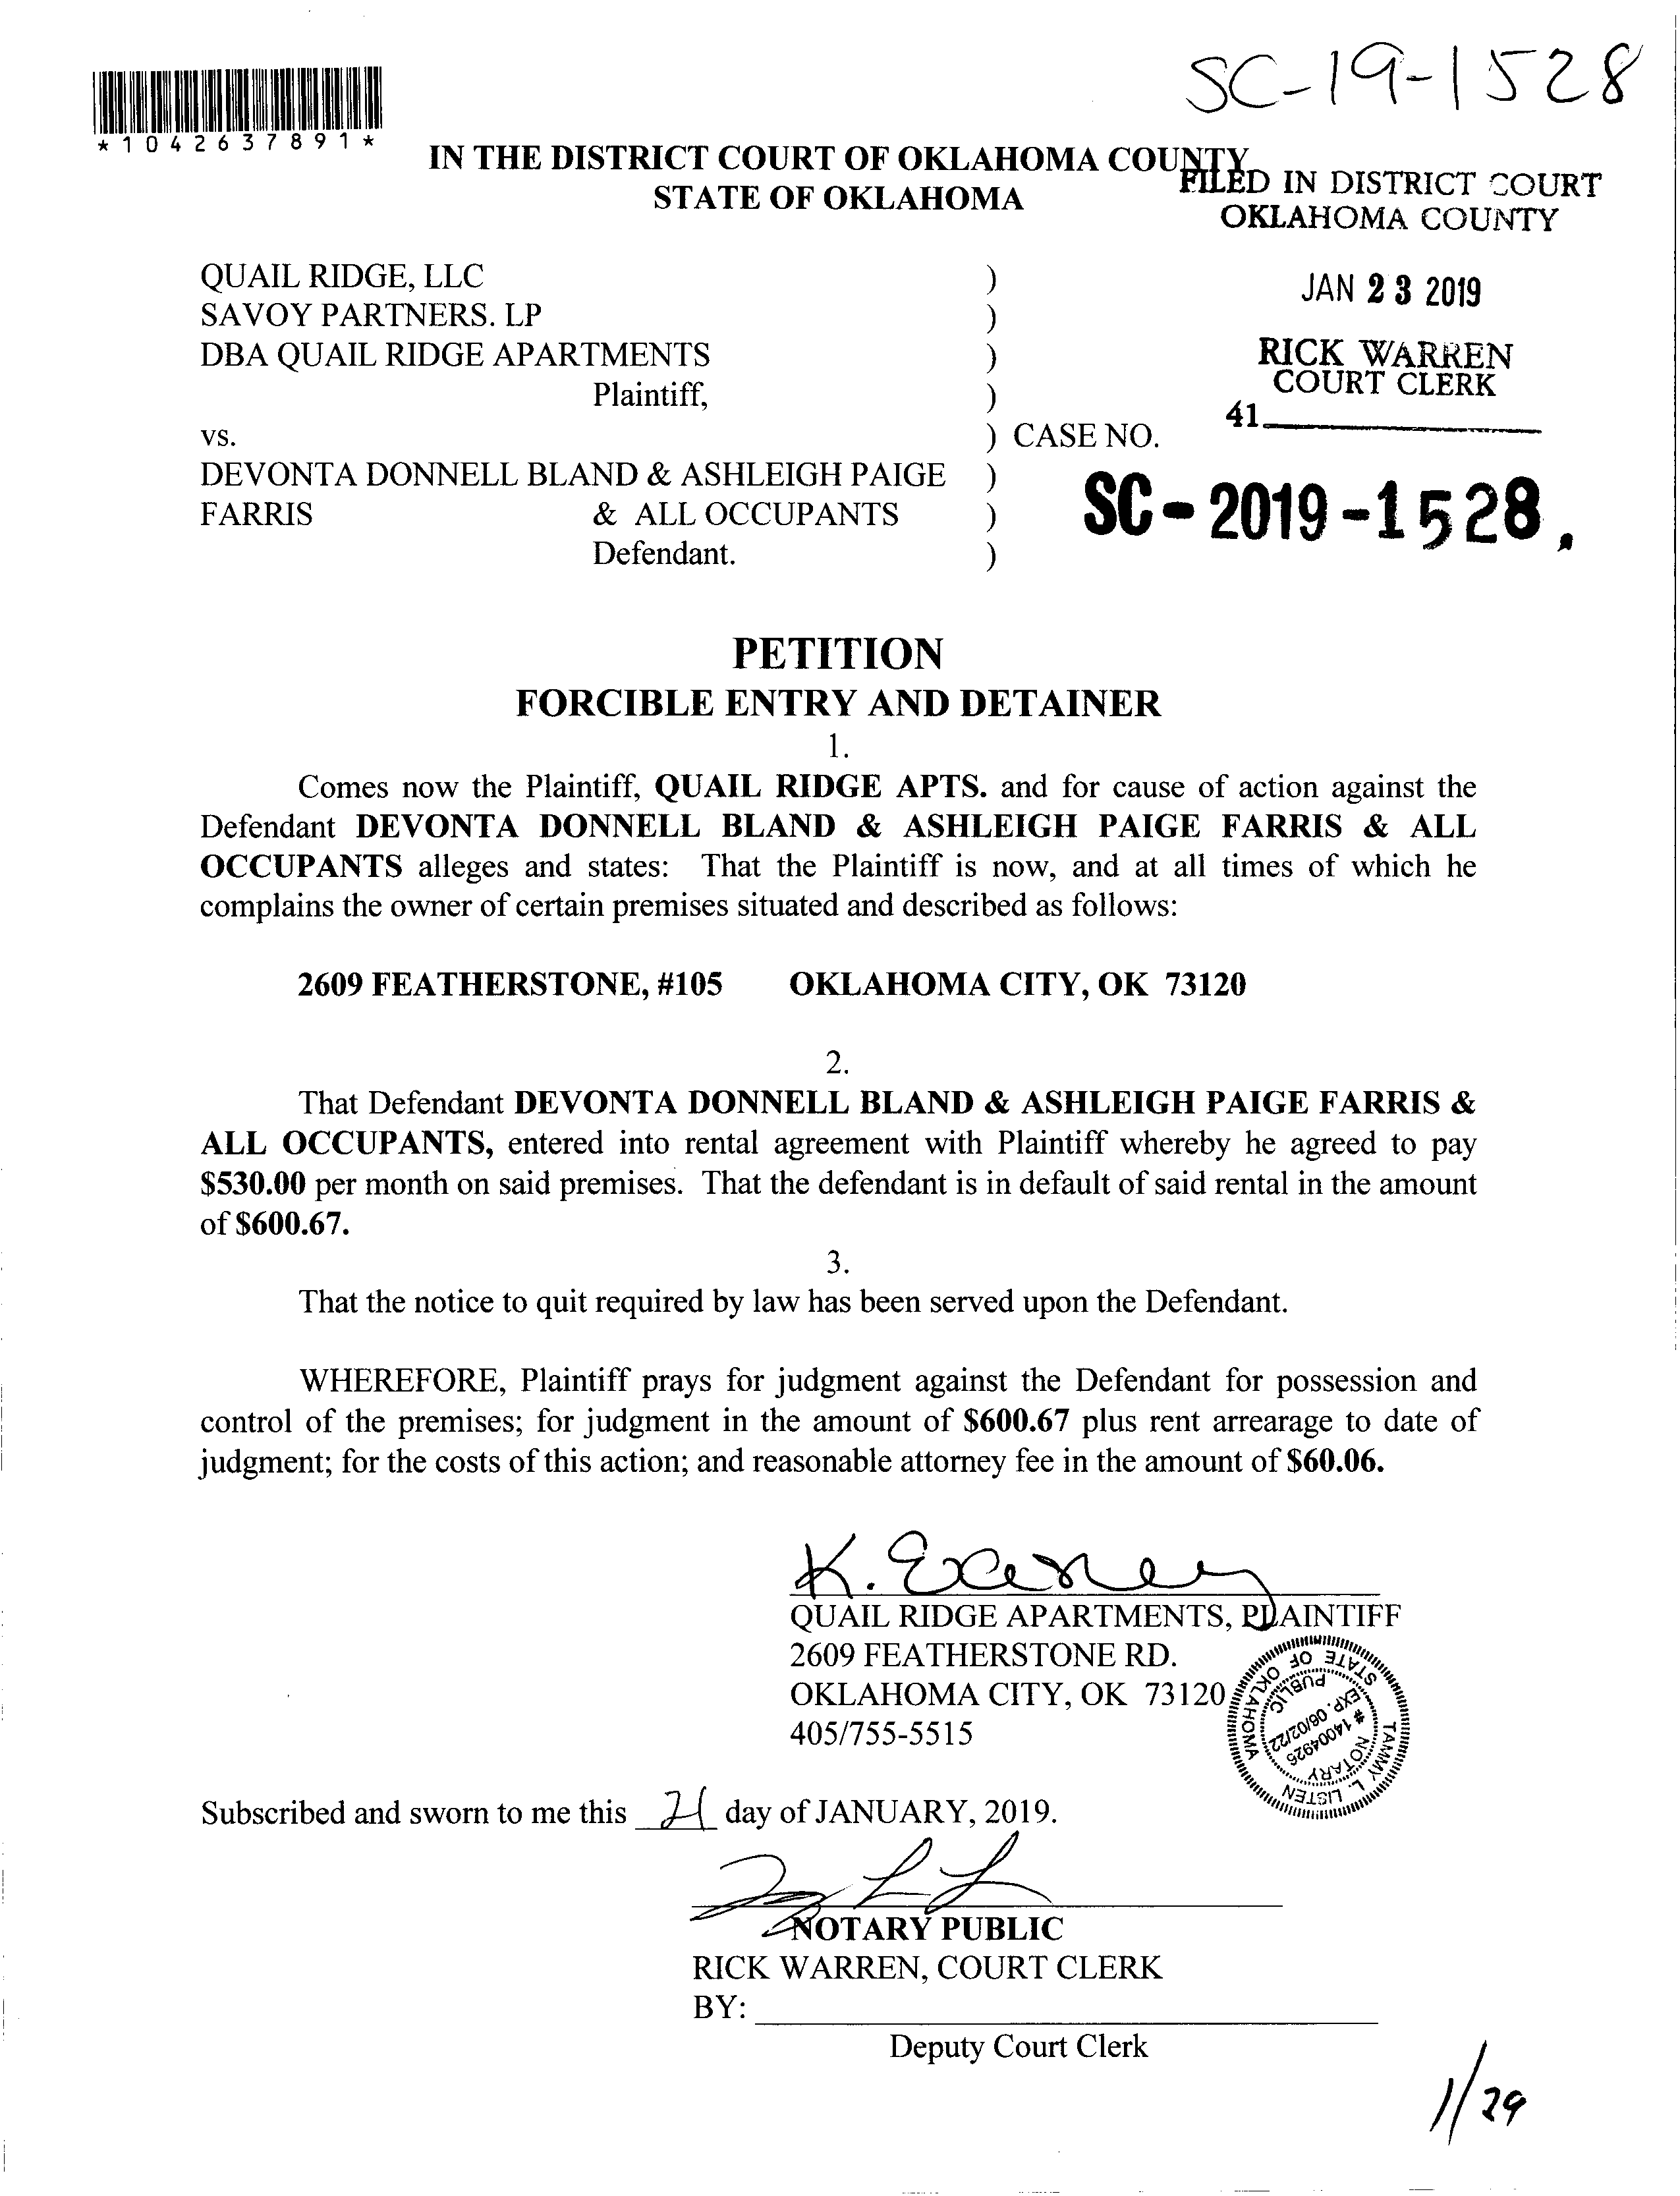 SC-19-1528
*1042637891*
IN THE DISTRICT COURT OF OKLAHOMA COUNTY
STATE OF OKLAHOMA
FILED IN DISTRICT COURT
OKLAHOMA COUNTY
JAN 23 2019
RICK WARREN
COURT CLERK
41
QUAIL RIDGE, LLC )
SAVOY PARTNERS. LP )
DBA QUAIL RIDGE APARTMENTS )
Plaintiff, )
vs. ) CASE NO.
DEVONTA DONNELL BLAND & ASHLEIGH PAIGE )
FARRIS & ALL OCCUPANTS )
Defendant. )
SC-2019-1528.
PETITION
FORCIBLE ENTRY AND DETAINER
1.
Comes now the Plaintiff, QUAIL RIDGE APTS. and for cause of action against the
Defendant DEVONTA DONNELL BLAND & ASHLEIGH PAIGE FARRIS & ALL
OCCUPANTS alleges and states: That the Plaintiff is now, and at all times of which he
complains the owner of certain premises situated and described as follows:
2609 FEATHERSTONE, #105 OKLAHOMA CITY, OK 73120
2.
That Defendant DEVONTA DONNELL BLAND & ASHLEIGH PAIGE FARRIS &
ALL OCCUPANTS, entered into rental agreement with Plaintiff whereby he agreed to pay
$530.00 per month on said premises. That the defendant is in default of said rental in the amount
of $600.67.
3.
That the notice to quit required by law has been served upon the Defendant.
WHEREFORE, Plaintiff prays for judgment against the Defendant for possession and
control of the premises; for judgment in the amount of $600.67 plus rent arrearage to date of
judgment; for the costs of this action; and reasonable attorney fee in the amount of $60.06.
K.
QUAIL RIDGE APARTMENTS, PLAINTIFF
2609 FEATHERSTONE RD.
OKLAHOMA CITY, OK 73120
405/755-5515
TAMMY L. LISTEN
STATE OF OKLAHOMA
NOTARY
# 14004926
EXP. 06/02/22
PUBLIC
Subscribed and sworn to me this 21 day of JANUARY, 2019.
NOTARY PUBLIC
RICK WARREN, COURT CLERK
BY:
Deputy Court Clerk
1/29